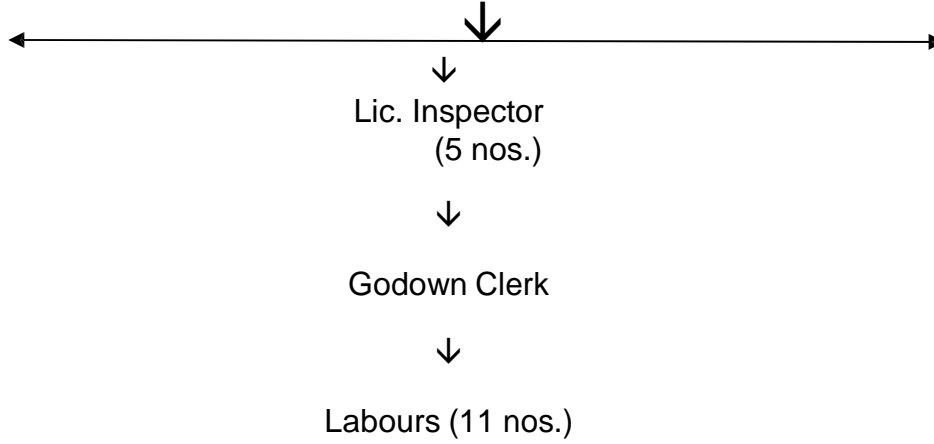 Lic. Inspector
(5 nos.)
Godown Clerk
Labours (11 nos.)